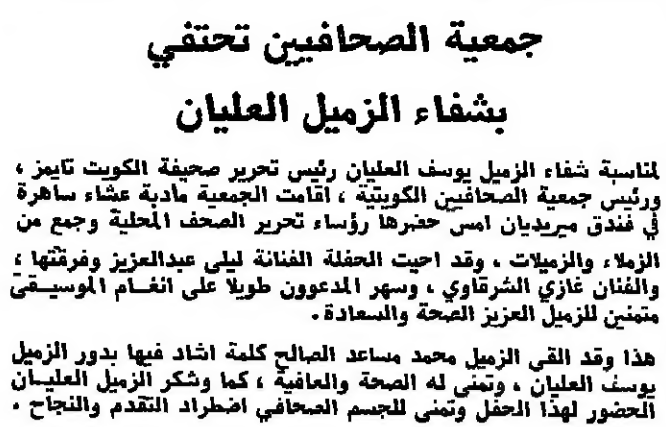 جمعية الصحافيين تحتفي
بشفاء الزميل العليان
لمناسبة شفاء الزميل يوسف العليان رئيس تحرير صحيفة الكويت تايمز ،
ورئيس جمعية الصحافيين الكويتية ، اقامت الجمعية مادبة عشاء ساهرة
في فندق ميريديان امس حضرها رؤساء تحرير الصحف المحلية وجمع من
الزملاء والزميلات ، وقد احيت الحفلة الفنانة ليلى عبدالعزيز وفرقتها ،
والفنان غازي الشرقاوي ، وسهر المدعوون طويلا على انغام الموسيقى
متمنين للزميل العزيز الصحة والسعادة .
هذا وقد القى الزميل محمد مساعد الصالح كلمة اشاد فيها بدور الزميل
يوسف العليان ، وتمنى له الصحة والعافية ، كما وشكر الزميل العليان
الحضور لهذا الحفل وتمنى للجسم الصحافي اضطراد التقدم والنجاح .